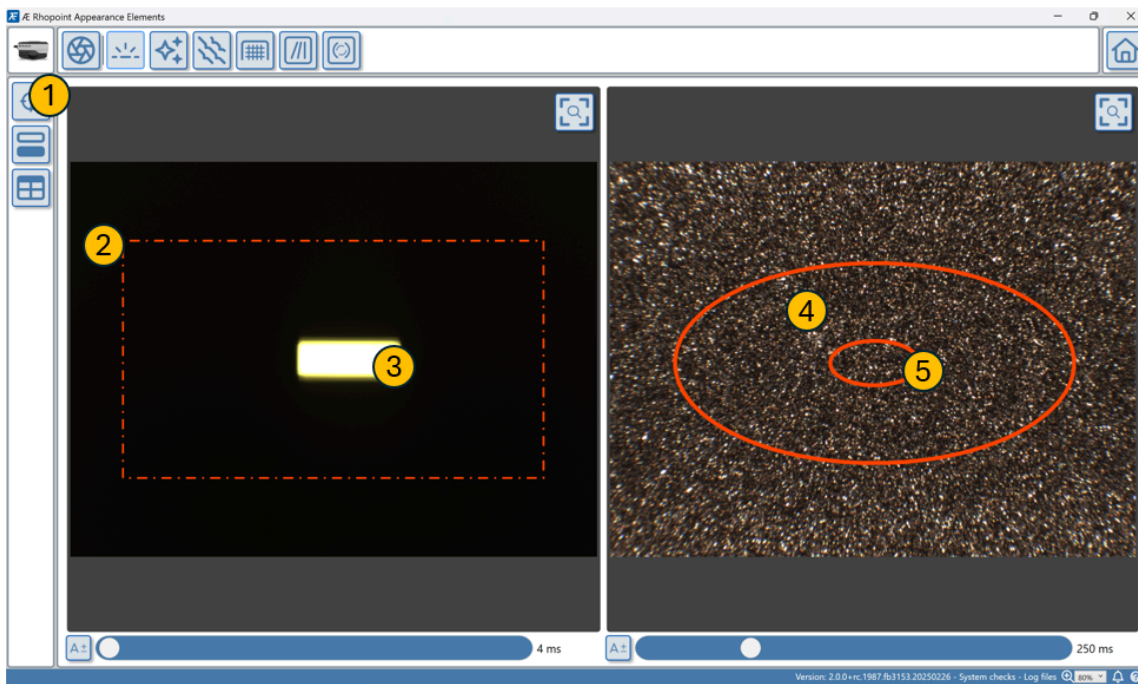 Æ Rhopoint Appearance Elements
1
2
3
4
5
A±
4 ms
A±
250 ms
Version: 2.0.0+rc.1987.fb3153.20250226 - System checks - Log files
80%